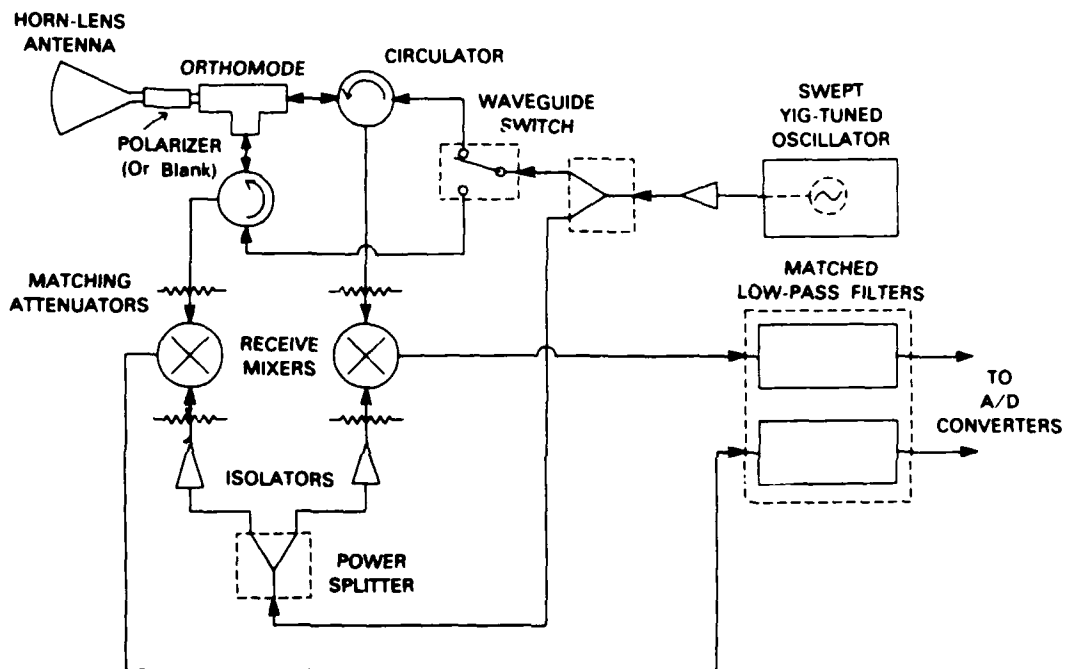 HORN-LENS
ANTENNA
ORTHOMODE
CIRCULATOR
POLARIZER
(Or Blank)
WAVEGUIDE
SWITCH
SWEPT
YIG-TUNED
OSCILLATOR
MATCHING
ATTENUATORS
RECEIVE
MIXERS
MATCHED
LOW-PASS FILTERS
TO
A/D
CONVERTERS
ISOLATORS
POWER
SPLITTER